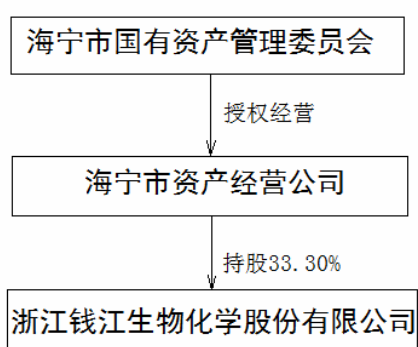 海宁市国有资产管理委员会
授权经营
海宁市资产经营公司
持股33.30%
浙江钱江生物化学股份有限公司